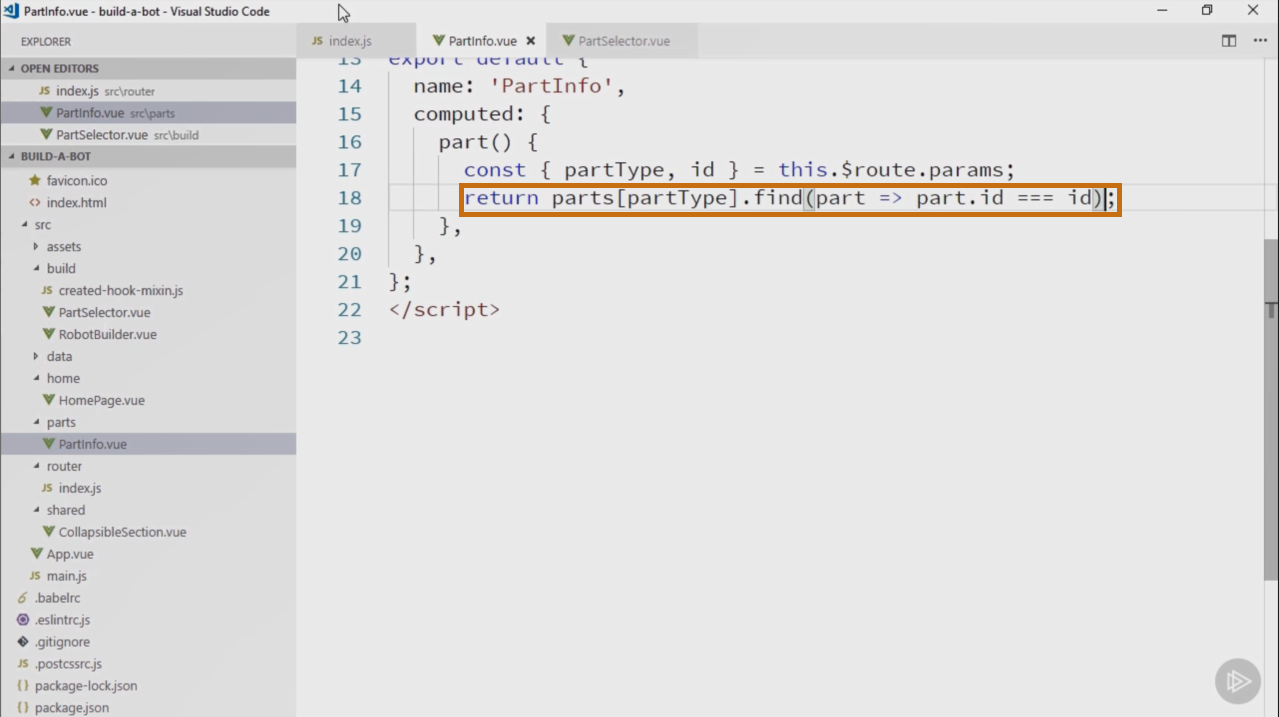 PartInfo.vue - build-a-bot - Visual Studio Code
EXPLORER
JS index.js
PartInfo.vue
PartSelector.vue
OPEN EDITORS
JS index.js src\router
PartInfo.vue src\parts
PartSelector.vue src\build
BUILD-A-BOT
favicon.ico
<> index.html
src
assets
build
JS created-hook-mixin.js
PartSelector.vue
RobotBuilder.vue
data
home
HomePage.vue
parts
PartInfo.vue
router
JS index.js
shared
CollapsibleSection.vue
App.vue
JS main.js
.babelrc
.eslintrc.js
.gitignore
JS .postcssrc.js
{} package-lock.json
{} package.json
13 export default {
14 name: 'PartInfo',
15 computed: {
16 part() {
17 const { partType, id } = this.$route.params;
18 return parts[partType].find(part => part.id === id);
19 },
20 },
21 };
22 </script>
23